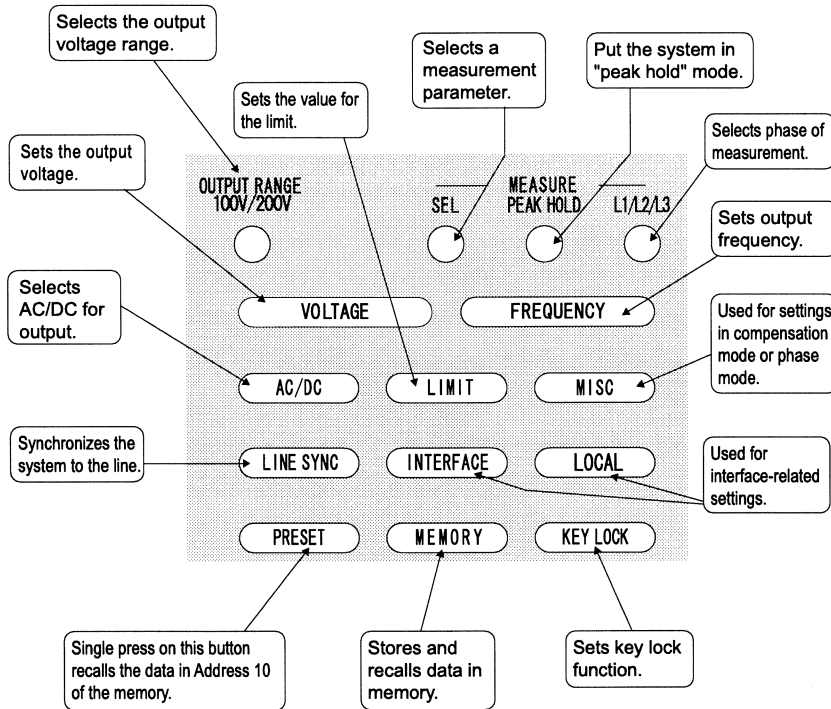 Selects the output
voltage range.
Selects a
measurement
parameter.
Put the system in
"peak hold" mode.
Sets the value for
the limit.
Selects phase of
measurement.
Sets the output
voltage.
OUTPUT RANGE
100V/200V
MEASURE
SEL
PEAK HOLD
L1/L2/L3
Sets output
frequency.
Selects
AC/DC for
output.
VOLTAGE
FREQUENCY
Used for settings
in compensation
mode or phase
mode.
AC/DC
LIMIT
MISC
Synchronizes the
system to the line.
LINE SYNC
INTERFACE
LOCAL
Used for
interface-related
settings.
PRESET
MEMORY
KEY LOCK
Single press on this button
recalls the data in Address 10
of the memory.
Stores and
recalls data in
memory.
Sets key lock
function.